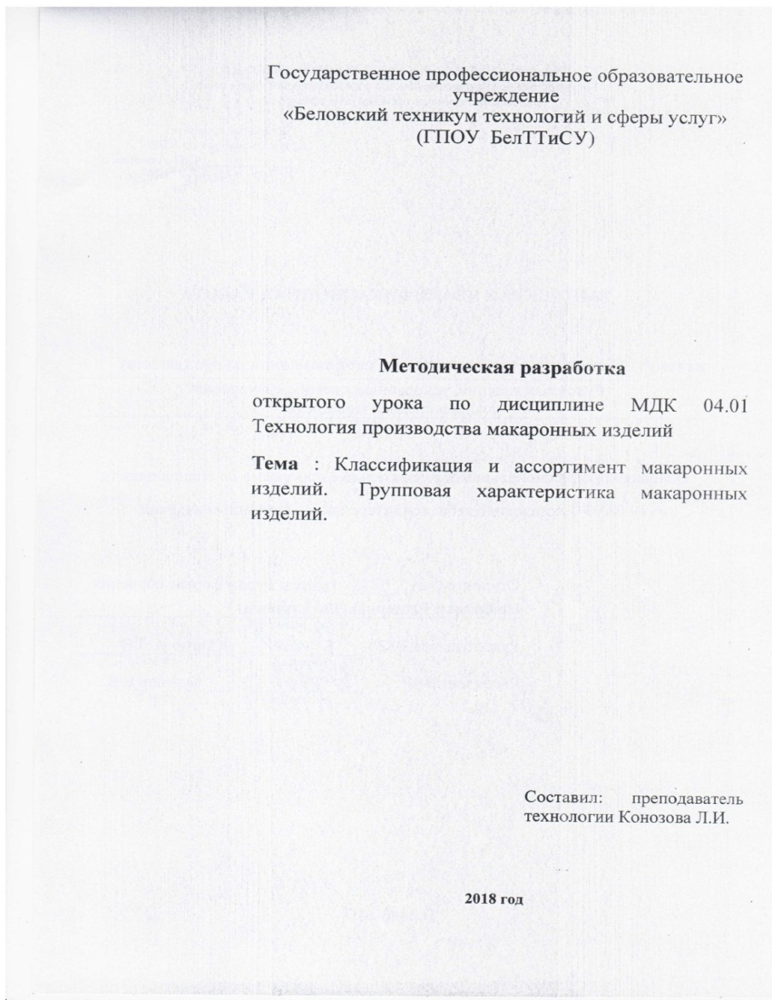 Государственное профессиональное образовательное
учреждение
«Беловский техникум технологий и сферы услуг»
(ГПОУ БелТТиСУ)
Методическая разработка
открытого урока по дисциплине МДК 04.01
Технология производства макаронных изделий
Тема : Классификация и ассортимент макаронных
изделий. Групповая характеристика макаронных
изделий.
Составил: преподаватель
технологии Конозова Л.И.
2018 год